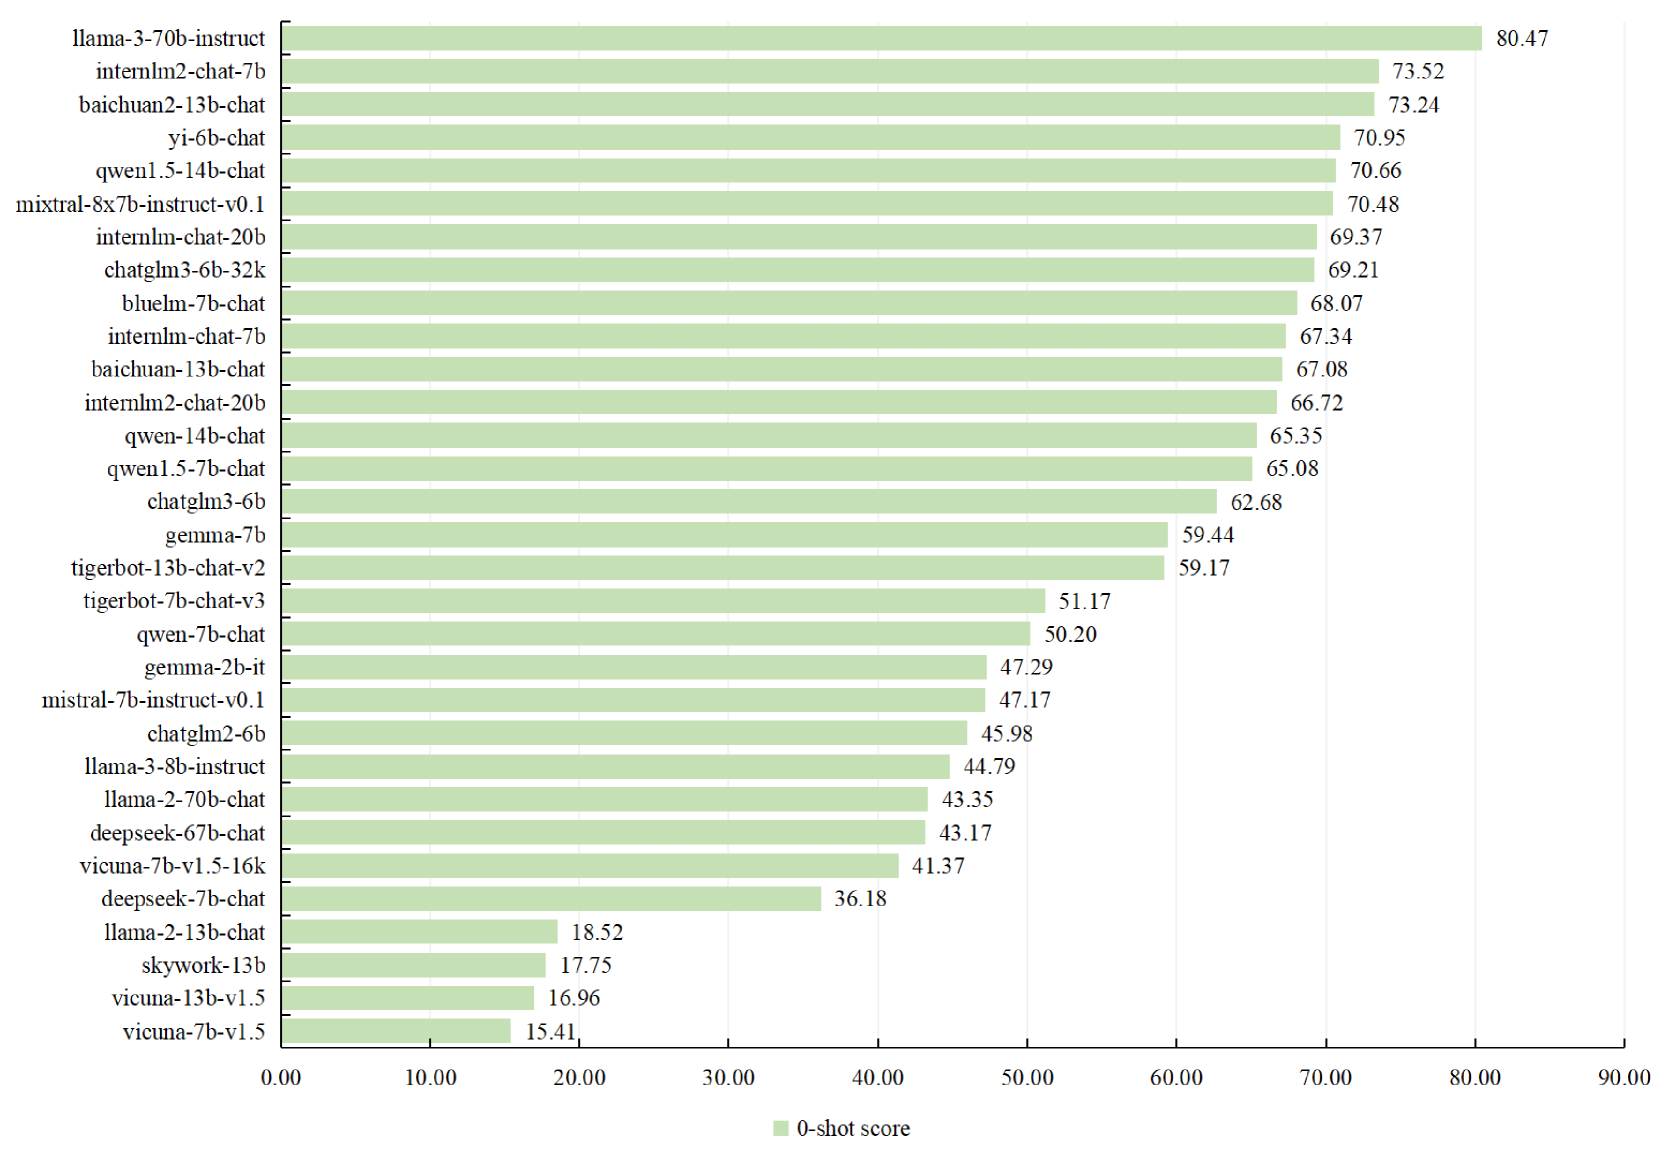 llama-3-70b-instruct 80.47
internlm2-chat-7b 73.52
baichuan2-13b-chat 73.24
yi-6b-chat 70.95
qwen1.5-14b-chat 70.66
mixtral-8x7b-instruct-v0.1 70.48
internlm-chat-20b 69.37
chatglm3-6b-32k 69.21
bluelm-7b-chat 68.07
internlm-chat-7b 67.34
baichuan-13b-chat 67.08
internlm2-chat-20b 66.72
qwen-14b-chat 65.35
qwen1.5-7b-chat 65.08
chatglm3-6b 62.68
gemma-7b 59.44
tigerbot-13b-chat-v2 59.17
tigerbot-7b-chat-v3 51.17
qwen-7b-chat 50.20
gemma-2b-it 47.29
mistral-7b-instruct-v0.1 47.17
chatglm2-6b 45.98
llama-3-8b-instruct 44.79
llama-2-70b-chat 43.35
deepseek-67b-chat 43.17
vicuna-7b-v1.5-16k 41.37
deepseek-7b-chat 36.18
llama-2-13b-chat 18.52
skywork-13b 17.75
vicuna-13b-v1.5 16.96
vicuna-7b-v1.5 15.41
0.00 10.00 20.00 30.00 40.00 50.00 60.00 70.00 80.00 90.00
0-shot score